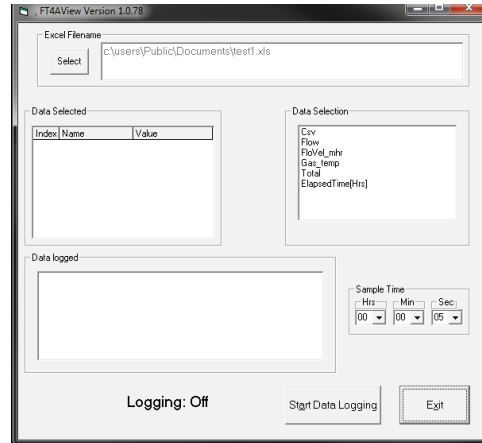 FT4AView Version 1.0.78
Excel Filename
Select
c:\users\Public\Documents\test1.xls
Data Selected
Index Name Value
Data Selection
Csv
Flow
FloVel_mhr
Gas_temp
Total
ElapsedTime[Hrs]
Data logged
Sample Time
Hrs Min Sec
00 00 05
Logging: Off
Start Data Logging
Exit